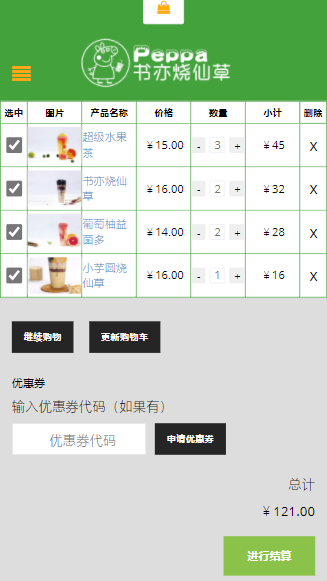 Peppa
书亦烧仙草
选中 图片 产品名称 价格 数量 小计 删除
超级水果
茶
¥ 15.00 - 3 + ¥ 45 X
书亦烧仙
草
¥ 16.00 - 2 + ¥ 32 X
葡萄柚益
菌多
¥ 14.00 - 2 + ¥ 28 X
小芋圆烧
仙草
¥ 16.00 - 1 + ¥ 16 X
继续购物 更新购物车
优惠券
输入优惠券代码（如果有）
优惠券代码 申请优惠券
总计
¥ 121.00
进行结算